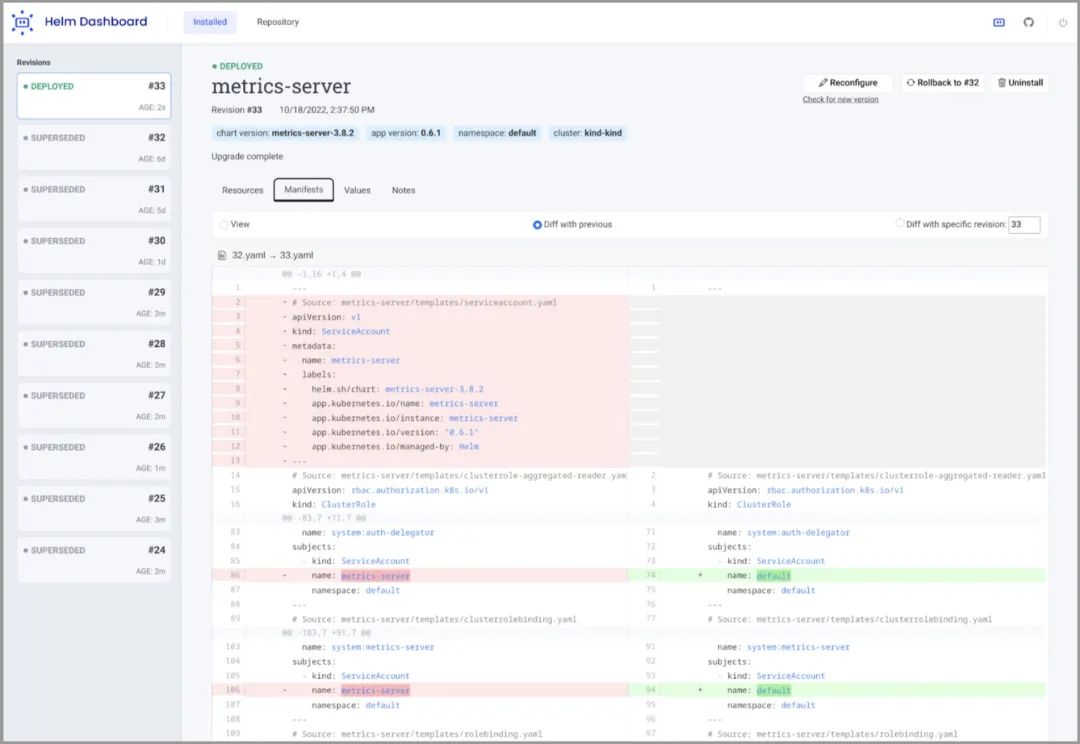 Helm Dashboard
Installed
Repository
Revisions
DEPLOYED #33
AGE: 2s
SUPERSEDED #32
AGE: 6d
SUPERSEDED #31
AGE: 5d
SUPERSEDED #30
AGE: 1d
SUPERSEDED #29
AGE: 2m
SUPERSEDED #28
AGE: 2m
SUPERSEDED #27
AGE: 2m
SUPERSEDED #26
AGE: 1m
SUPERSEDED #25
AGE: 3m
SUPERSEDED #24
AGE: 2m
DEPLOYED
metrics-server
Revision #33 10/18/2022, 2:37:50 PM
Reconfigure
Check for new version
Rollback to #32
Uninstall
chart version: metrics-server-3.8.2 app version: 0.6.1 namespace: default cluster: kind-kind
Upgrade complete
Resources Manifests Values Notes
View Diff with previous Diff with specific revision: 33
32.yaml → 33.yaml
@@ -1,16 +1,4 @@
1 --- 1 ---
2 - # Source: metrics-server/templates/serviceaccount.yaml
3 - apiVersion: v1
4 - kind: ServiceAccount
5 - metadata:
6 - name: metrics-server
7 - labels:
8 - helm.sh/chart: metrics-server-3.8.2
9 - app.kubernetes.io/name: metrics-server
10 - app.kubernetes.io/instance: metrics-server
11 - app.kubernetes.io/version: "0.6.1"
12 - app.kubernetes.io/managed-by: Helm
13 - ---
14 # Source: metrics-server/templates/clusterrole-aggregated-reader.yaml 2 # Source: metrics-server/templates/clusterrole-aggregated-reader.yaml
15 apiVersion: rbac.authorization.k8s.io/v1 3 apiVersion: rbac.authorization.k8s.io/v1
16 kind: ClusterRole 4 kind: ClusterRole
@@ -83,7 +71,7 @@
83 name: system:auth-delegator 71 name: system:auth-delegator
84 subjects: 72 subjects:
85 - kind: ServiceAccount 73 - kind: ServiceAccount
86 - name: metrics-server 74 + name: default
87 namespace: default 75 namespace: default
88 --- 76 ---
89 # Source: metrics-server/templates/clusterrolebinding.yaml 77 # Source: metrics-server/templates/clusterrolebinding.yaml
@@ -103,7 +91,7 @@
103 name: system:metrics-server 91 name: system:metrics-server
104 subjects: 92 subjects:
105 - kind: ServiceAccount 93 - kind: ServiceAccount
106 - name: metrics-server 94 + name: default
107 namespace: default 95 namespace: default
108 --- 96 ---
109 # Source: metrics-server/templates/rolebinding.yaml 97 # Source: metrics-server/templates/rolebinding.yaml